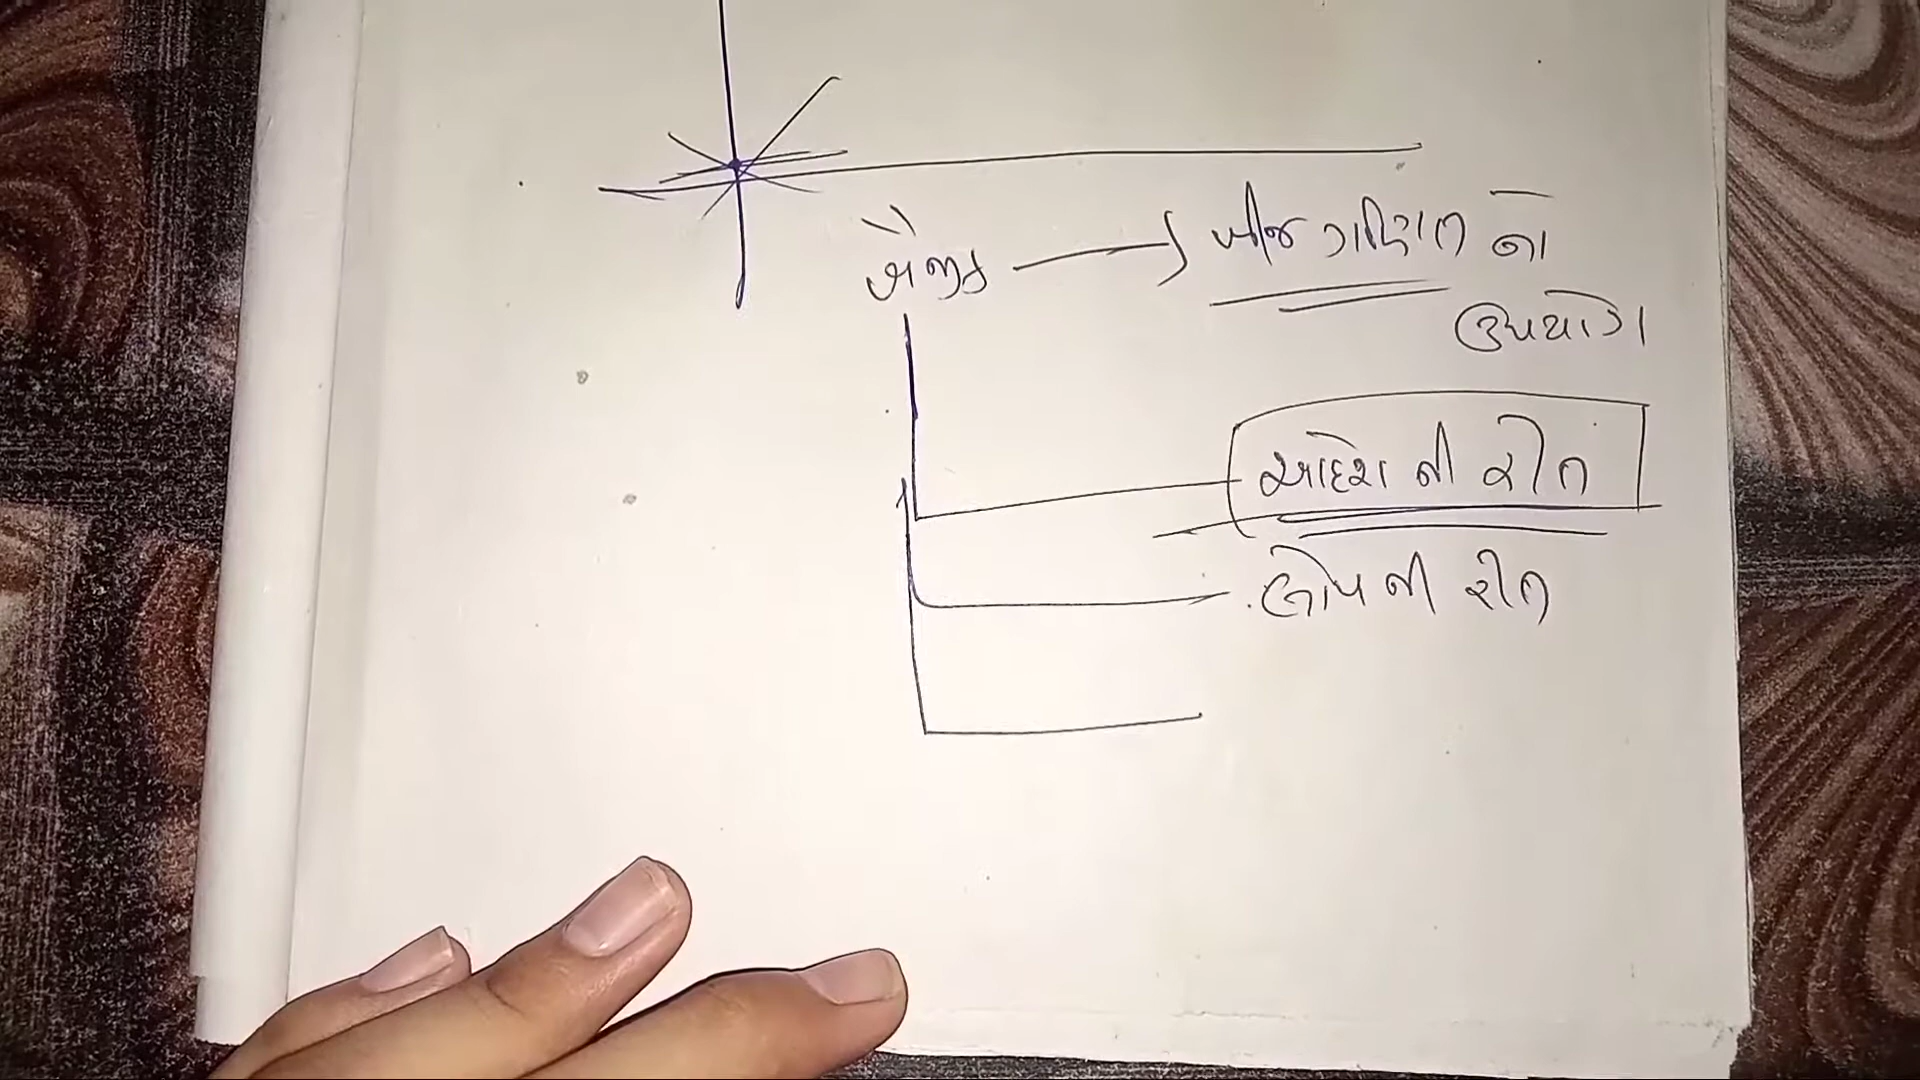 બૈજીક બીજ ગણિત નો
ઉપયોગ
આદેશ ની રીત
લોપ ની રીત